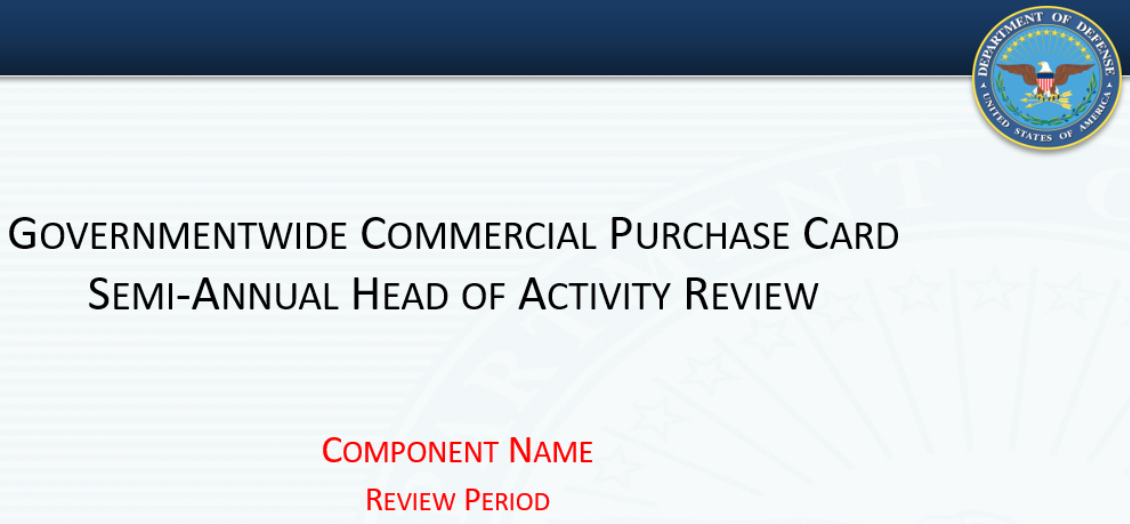 DEPARTMENT OF DEFENSE
UNITED STATES OF AMERICA
GOVERNMENTWIDE COMMERCIAL PURCHASE CARD
SEMI-ANNUAL HEAD OF ACTIVITY REVIEW
COMPONENT NAME
REVIEW PERIOD